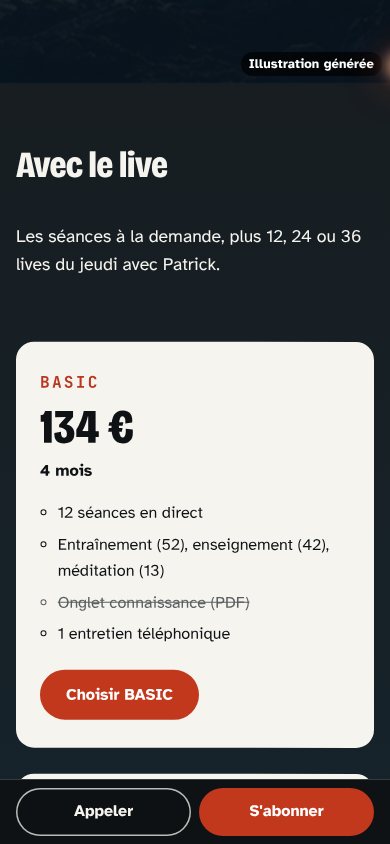 Illustration générée
Avec le live
Les séances à la demande, plus 12, 24 ou 36
lives du jeudi avec Patrick.
BASIC
134 €
4 mois
12 séances en direct
Entraînement (52), enseignement (42),
méditation (13)
Onglet connaissance (PDF)
1 entretien téléphonique
Choisir BASIC
Appeler
S'abonner